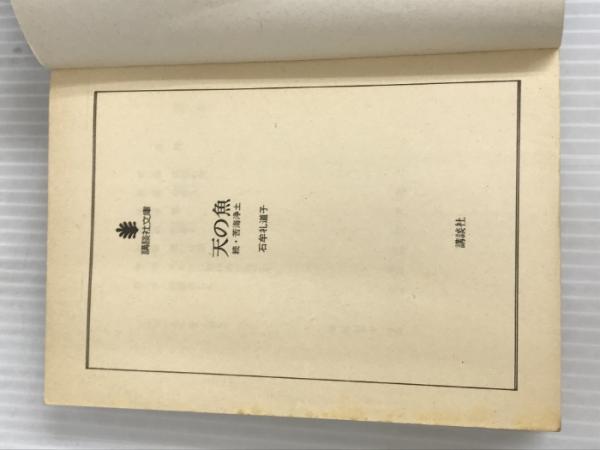 講談社文庫
天の魚
続・苦海浄土
石牟礼道子
講談社